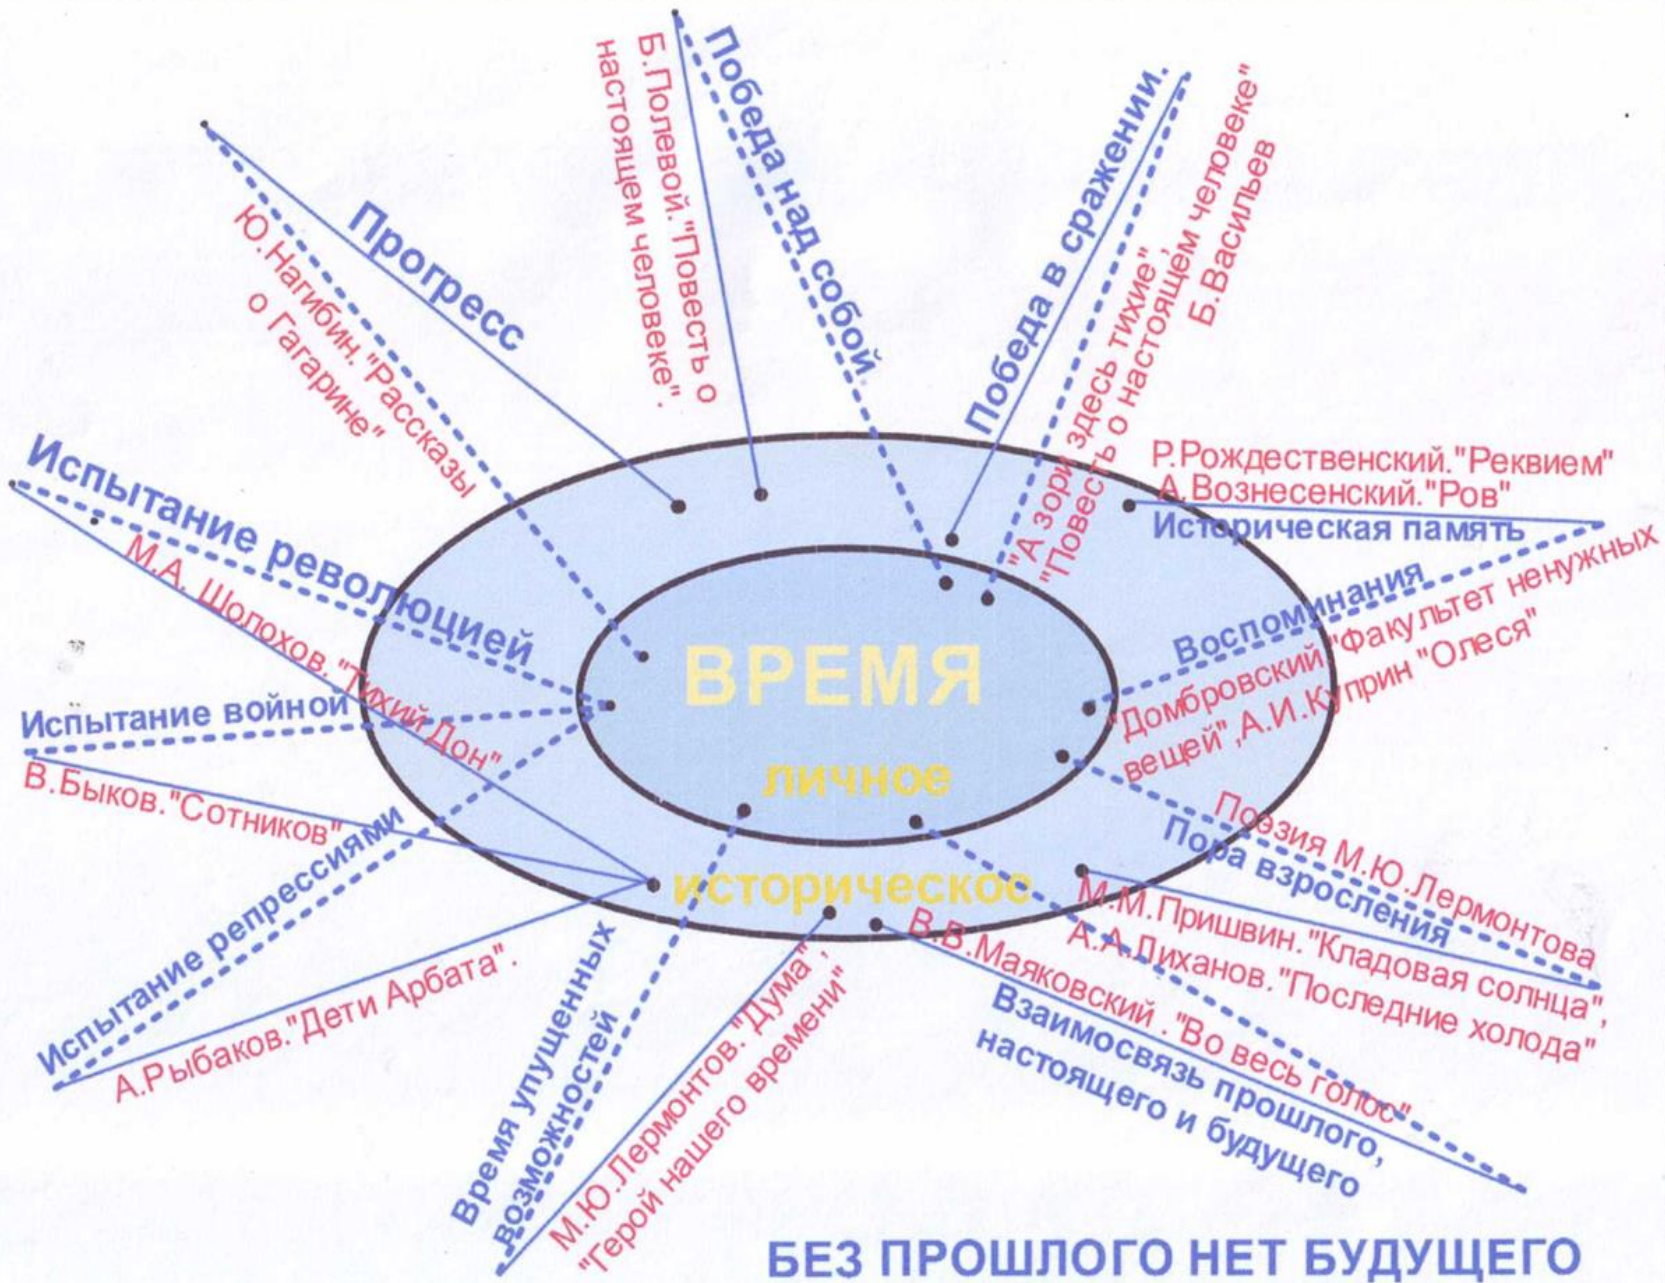 Победа над собой.
Б.Полевой."Повесть о
настоящем человеке".
Победа в сражении.
"А зори здесь тихие"
"Повесть о настоящем человеке"
Б.Васильев
Прогресс
Ю.Нагибин."Рассказы
о Гагарине"
Р.Рождественский."Реквием"
А.Вознесенский."Ров"
Историческая память
Воспоминания
"Домбровский."Факультет ненужных
вещей",А.И.Куприн "Олеся"
Испытание революцией
М.А. Шолохов. "Тихий Дон"
Испытание войной
В.Быков."Сотников"
Испытание репрессиями
А.Рыбаков."Дети Арбата".
ВРЕМЯ
личное
историческое
Поэзия М.Ю.Лермонтова
Пора взросления
М.М.Пришвин."Кладовая солнца",
А.А.Лиханов."Последние холода"
В.В.Маяковский ."Во весь голос"
Взаимосвязь прошлого,
настоящего и будущего
Время упущенных
возможностей
М.Ю.Лермонтов."Дума",
"Герой нашего времени"
БЕЗ ПРОШЛОГО НЕТ БУДУЩЕГО